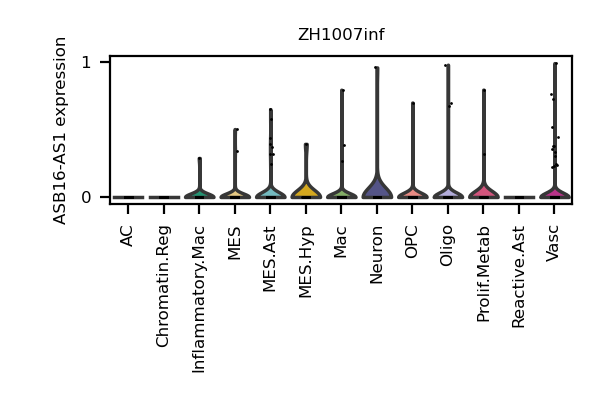 ZH1007inf
ASB16-AS1 expression
1
0
AC
Chromatin.Reg
Inflammatory.Mac
MES
MES.Ast
MES.Hyp
Mac
Neuron
OPC
Oligo
Prolif.Metab
Reactive.Ast
Vasc